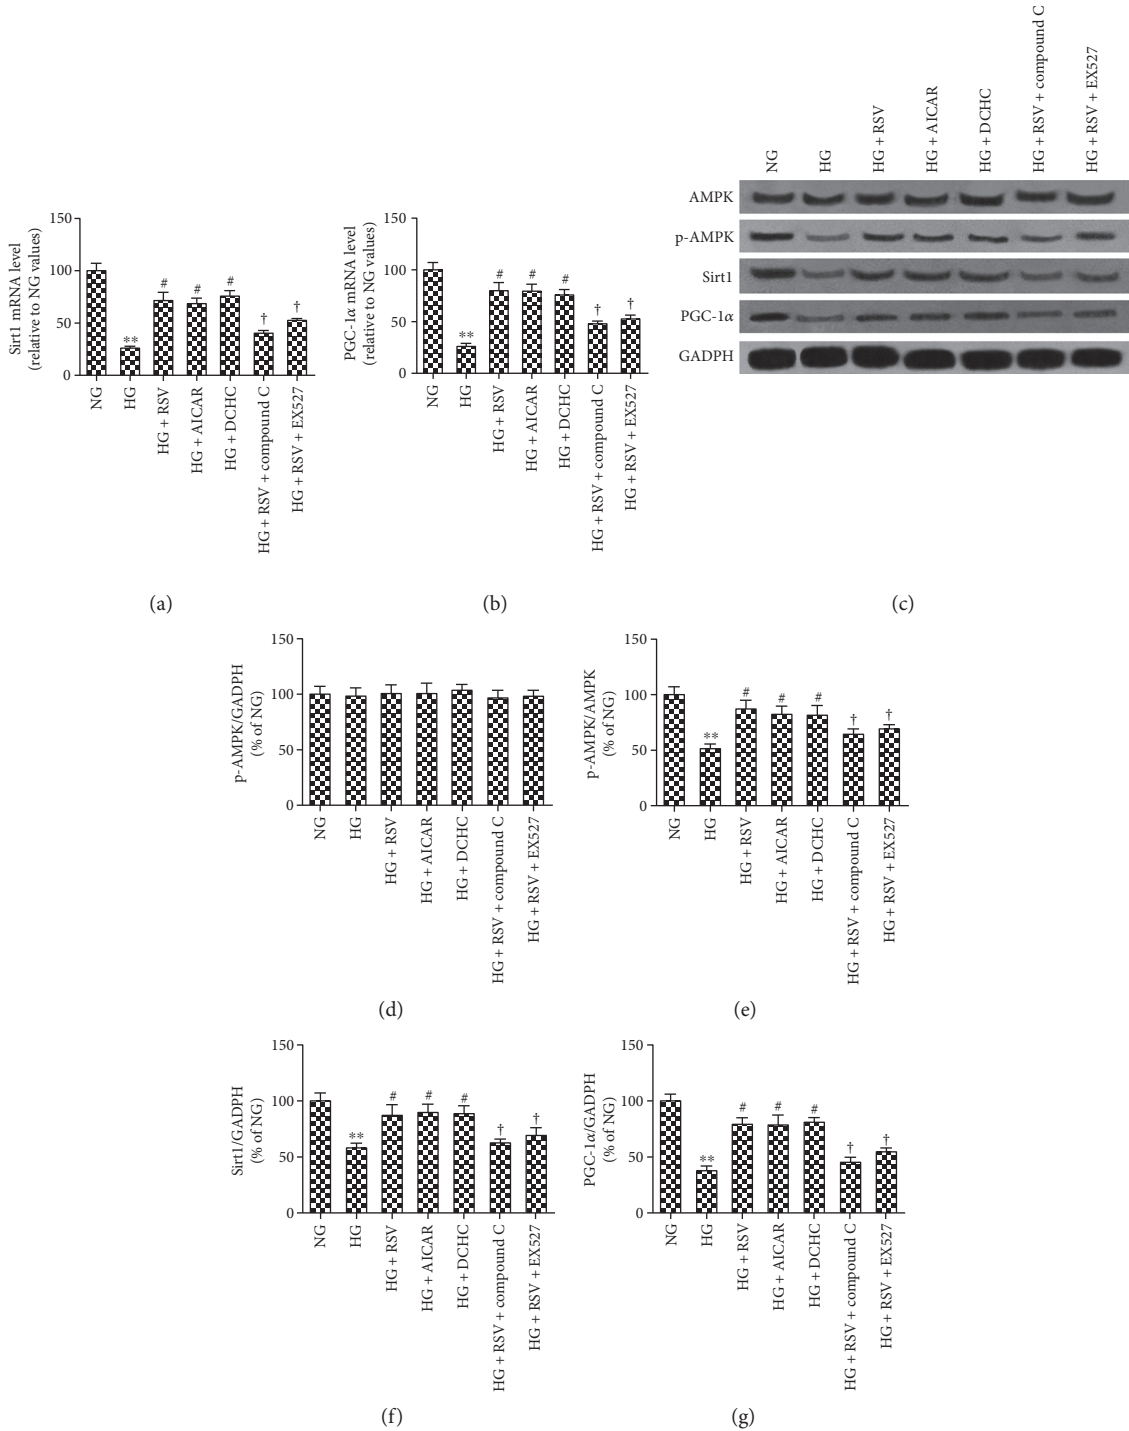 Sirt1 mRNA level
(relative to NG values)
150
100
50
0
**
#
#
#
†
†
NG
HG
HG + RSV
HG + AICAR
HG + DCHC
HG + RSV + compound C
HG + RSV + EX527
(a)
PGC-1α mRNA level
(relative to NG values)
150
100
50
0
**
#
#
#
†
†
NG
HG
HG + RSV
HG + AICAR
HG + DCHC
HG + RSV + compound C
HG + RSV + EX527
(b)
NG
HG
HG + RSV
HG + AICAR
HG + DCHC
HG + RSV + compound C
HG + RSV + EX527
AMPK
p-AMPK
Sirt1
PGC-1α
GADPH
(c)
p-AMPK/GADPH
(% of NG)
150
100
50
0
NG
HG
HG + RSV
HG + AICAR
HG + DCHC
HG + RSV + compound C
HG + RSV + EX527
(d)
p-AMPK/AMPK
(% of NG)
150
100
50
0
**
#
#
#
†
†
NG
HG
HG + RSV
HG + AICAR
HG + DCHC
HG + RSV + compound C
HG + RSV + EX527
(e)
Sirt1/GADPH
(% of NG)
150
100
50
0
**
#
#
#
†
†
NG
HG
HG + RSV
HG + AICAR
HG + DCHC
HG + RSV + compound C
HG + RSV + EX527
(f)
PGC-1α/GADPH
(% of NG)
150
100
50
0
**
#
#
#
†
†
NG
HG
HG + RSV
HG + AICAR
HG + DCHC
HG + RSV + compound C
HG + RSV + EX527
(g)